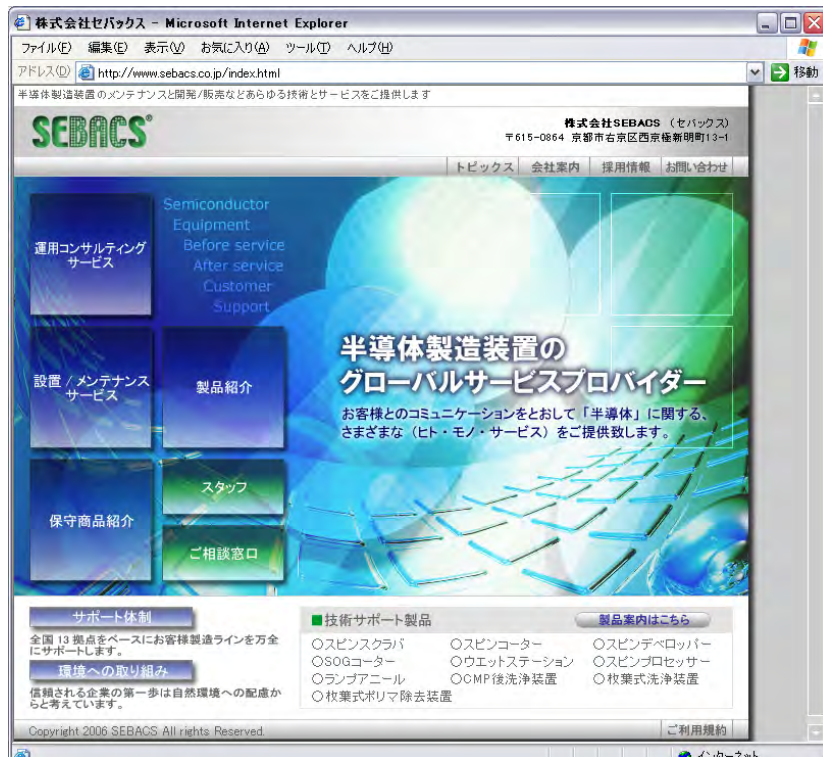 株式会社セバックス - Microsoft Internet Explorer
ファイル(F) 編集(E) 表示(V) お気に入り(A) ツール(T) ヘルプ(H)
アドレス(D) http://www.sebacs.co.jp/index.html 移動
半導体製造装置のメンテナンスと開発/販売などあらゆる技術とサービスをご提供します
SEBACS®
株式会社SEBACS (セバックス)
〒615-0864 京都市右京区西京極新明町13-1
トピックス 会社案内 採用情報 お問い合わせ
運用コンサルティング
サービス
Semiconductor
Equipment
Before service
After service
Customer
Support
設置 / メンテナンス
サービス
製品紹介
半導体製造装置の
グローバルサービスプロバイダー
お客様とのコミュニケーションをとおして「半導体」に関する、
さまざまな(ヒト・モノ・サービス)をご提供致します。
保守商品紹介
スタッフ
ご相談窓口
サポート体制
全国 13 拠点をベースにお客様製造ラインを万全
にサポートします。
環境への取り組み
信頼される企業の第一歩は自然環境への配慮か
らと考えています。
■技術サポート製品 製品案内はこちら
○スピンスクラバ ○スピンコーター ○スピンデベロッパー
○SOGコーター ○ウエットステーション ○スピンプロセッサー
○ランプアニール ○CMP後洗浄装置 ○枚葉式洗浄装置
○枚葉式ポリマ除去装置
Copyright 2006 SEBACS All rights Reserved. ご利用規約
インターネット